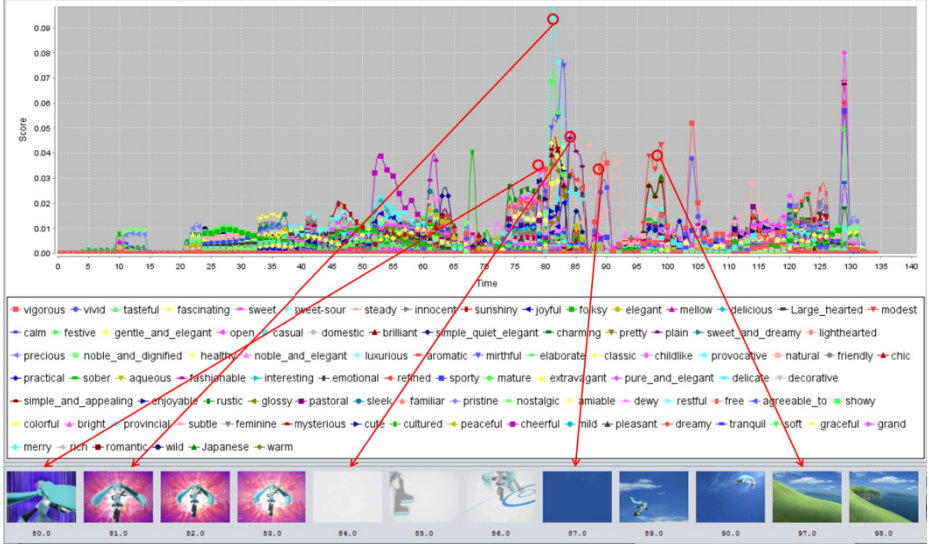 0.09
0.08
0.07
0.06
0.05
0.04
0.03
0.02
0.01
0.00
Score
0 5 10 15 20 25 30 35 40 45 50 55 60 65 70 75 80 85 90 95 100 105 110 115 120 125 130 135 140
Time
vigorous vivid tasteful fascinating sweet sweet-sour steady innocent sunshiny joyful folksy elegant mellow delicious Large_hearted modest
calm festive gentle_and_elegant open casual domestic brilliant simple_quiet_elegant charming pretty plain sweet_and_dreamy lighthearted
precious noble_and_dignified healthy noble_and_elegant luxurious aromatic mirthful elaborate classic childlike provocative natural friendly chic
practical sober aqueous fashionable interesting emotional refined sporty mature extravagant pure_and_elegant delicate decorative
simple_and_appealing enjoyable rustic glossy pastoral sleek familiar pristine nostalgic amiable dewy restful free agreeable_to showy
colorful bright provincial subtle feminine mysterious cute cultured peaceful cheerful mild pleasant dreamy tranquil soft graceful grand
merry rich romantic wild Japanese warm
80.0 81.0 82.0 83.0 84.0 85.0 86.0 87.0 89.0 90.0 97.0 98.0